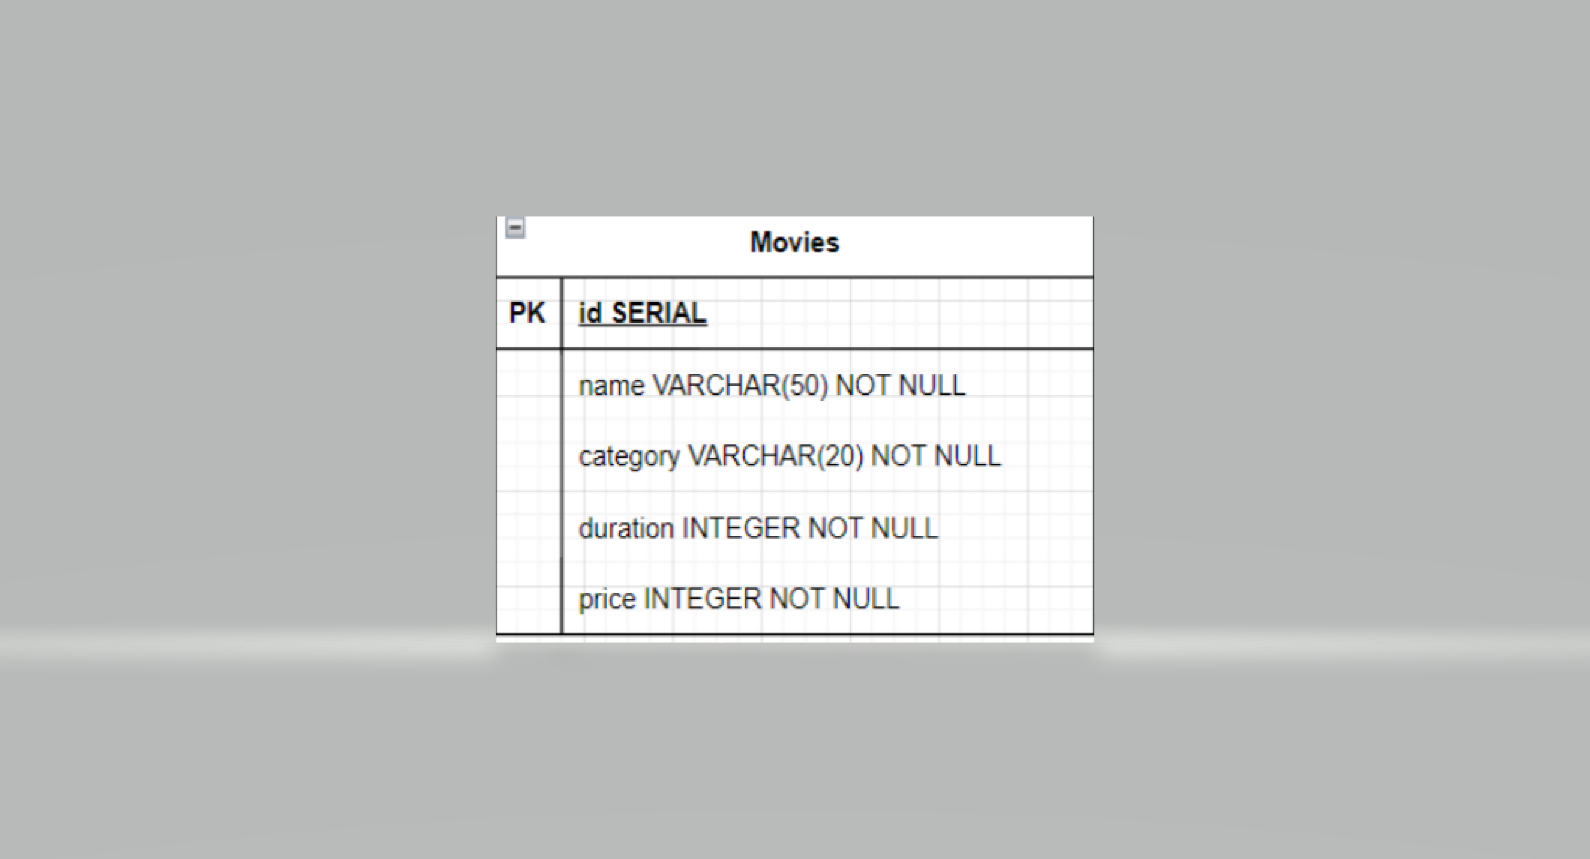 Movies
PK id SERIAL
name VARCHAR(50) NOT NULL
category VARCHAR(20) NOT NULL
duration INTEGER NOT NULL
price INTEGER NOT NULL